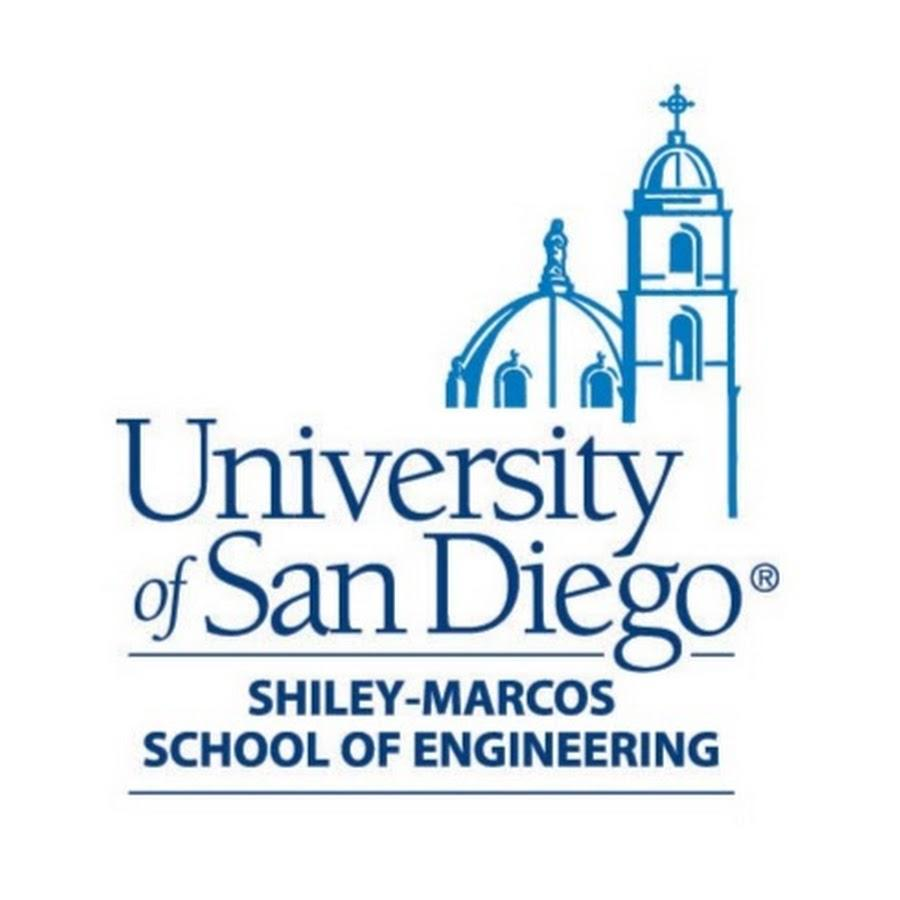 University
of San Diego®
SHILEY-MARCOS
SCHOOL OF ENGINEERING